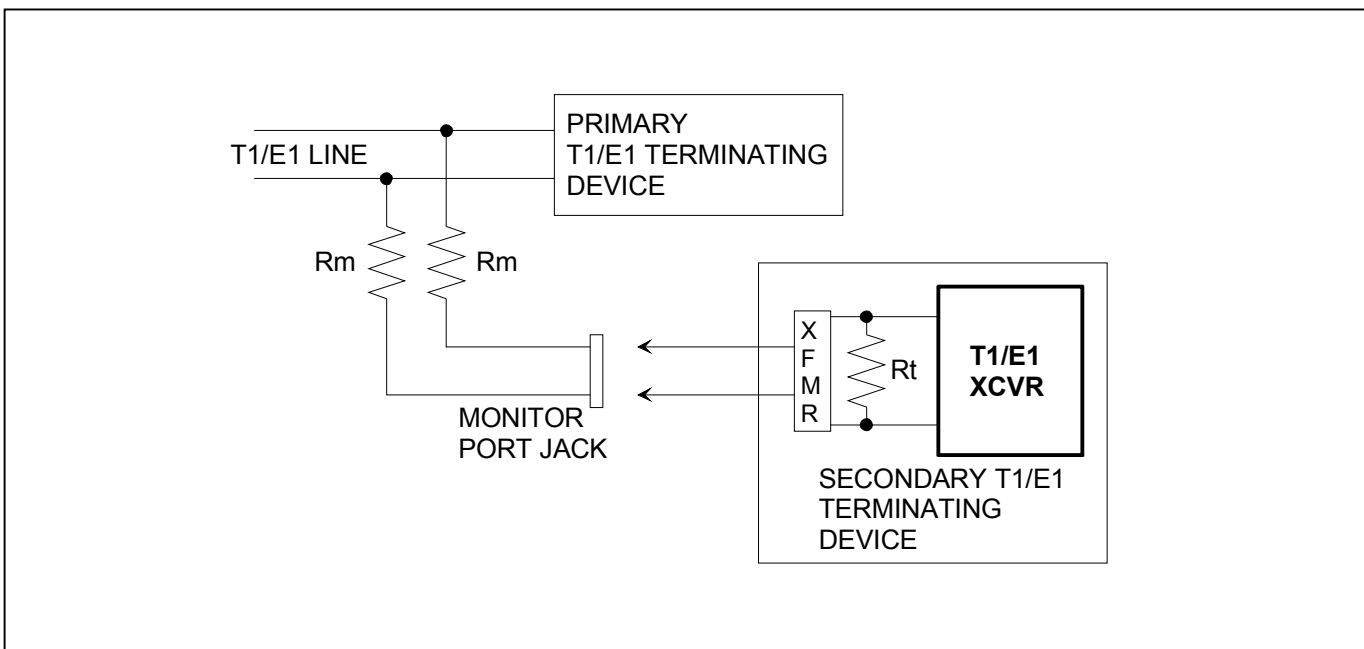 PRIMARY
T1/E1 TERMINATING
DEVICE
T1/E1 LINE
Rm
Rm
MONITOR
PORT JACK
X
F
M
R
Rt
T1/E1
XCVR
SECONDARY T1/E1
TERMINATING
DEVICE